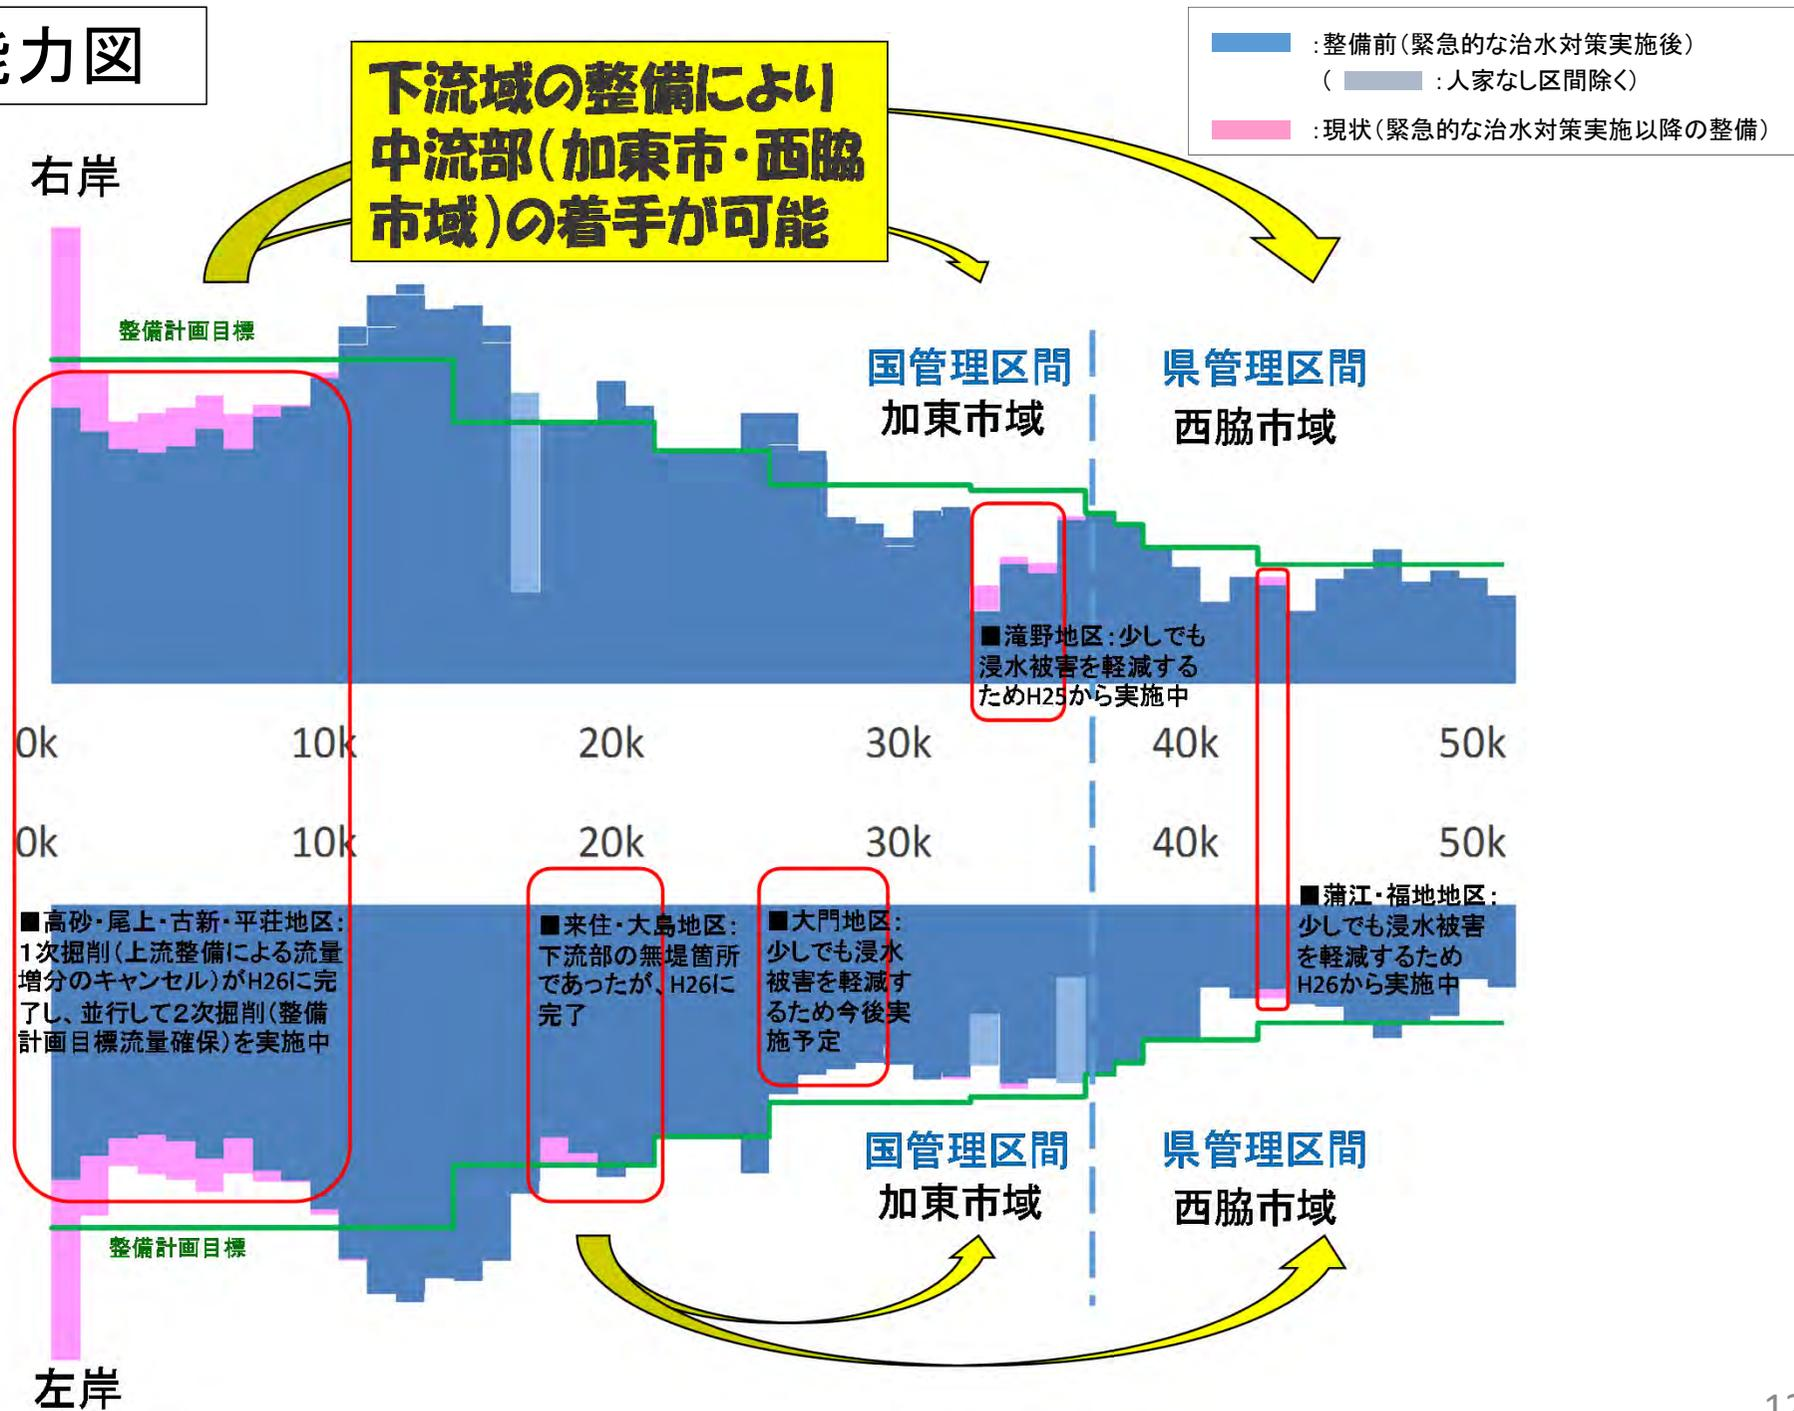 能力図
:整備前(緊急的な治水対策実施後)
( :人家なし区間除く)
:現状(緊急的な治水対策実施以降の整備)
下流域の整備により
中流部(加東市・西脇
市域)の着手が可能
右岸
整備計画目標
国管理区間
加東市域
県管理区間
西脇市域
■滝野地区:少しでも
浸水被害を軽減する
ためH25から実施中
0k 10k 20k 30k 40k 50k
0k 10k 20k 30k 40k 50k
■高砂・尾上・古新・平荘地区:
1次掘削(上流整備による流量
増分のキャンセル)がH26に完
了し、並行して2次掘削(整備
計画目標流量確保)を実施中
■来住・大島地区:
下流部の無堤箇所
であったが、H26に
完了
■大門地区:
少しでも浸水
被害を軽減す
るため今後実
施予定
■蒲江・福地地区:
少しでも浸水被害
を軽減するため
H26から実施中
国管理区間
加東市域
県管理区間
西脇市域
整備計画目標
左岸